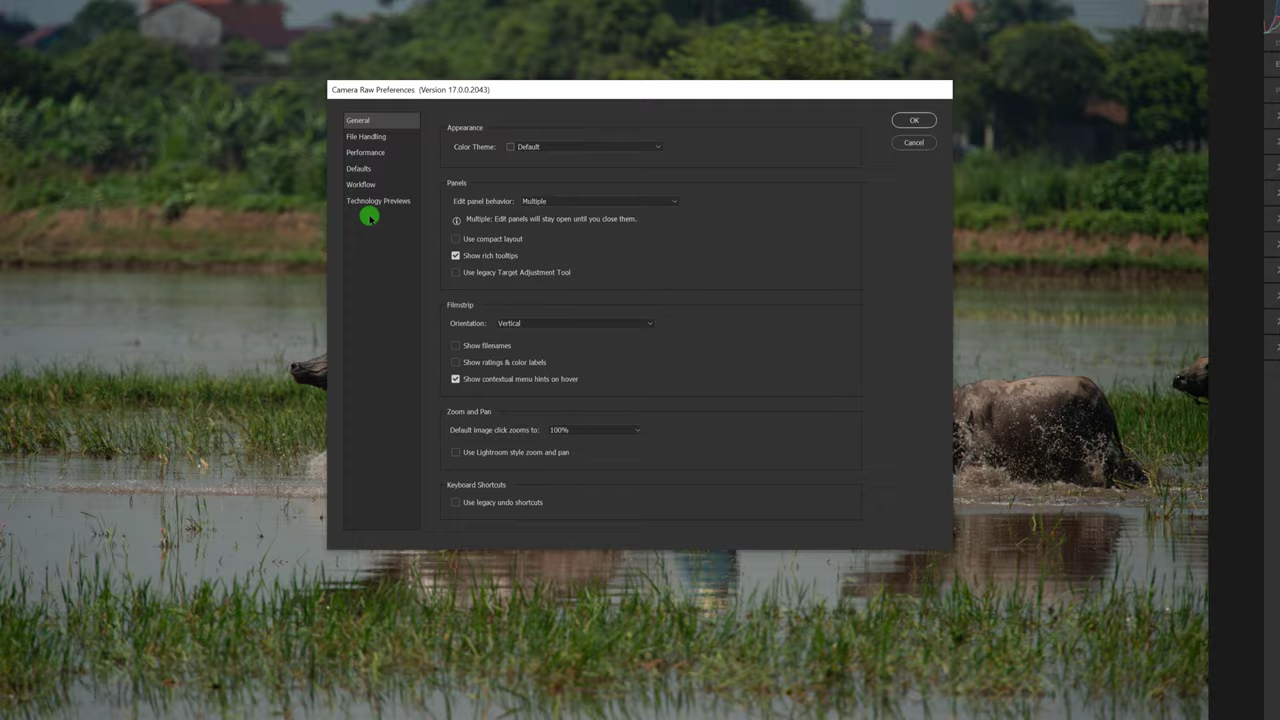 Camera Raw Preferences (Version 17.0.0.2043)
General
File Handling
Performance
Defaults
Workflow
Technology Previews
Appearance
Color Theme: Default
Panels
Edit panel behavior: Multiple
Multiple: Edit panels will stay open until you close them.
Use compact layout
Show rich tooltips
Use legacy Target Adjustment Tool
Filmstrip
Orientation: Vertical
Show filenames
Show ratings & color labels
Show contextual menu hints on hover
Zoom and Pan
Default image click zooms to: 100%
Use Lightroom style zoom and pan
Keyboard Shortcuts
Use legacy undo shortcuts
OK
Cancel